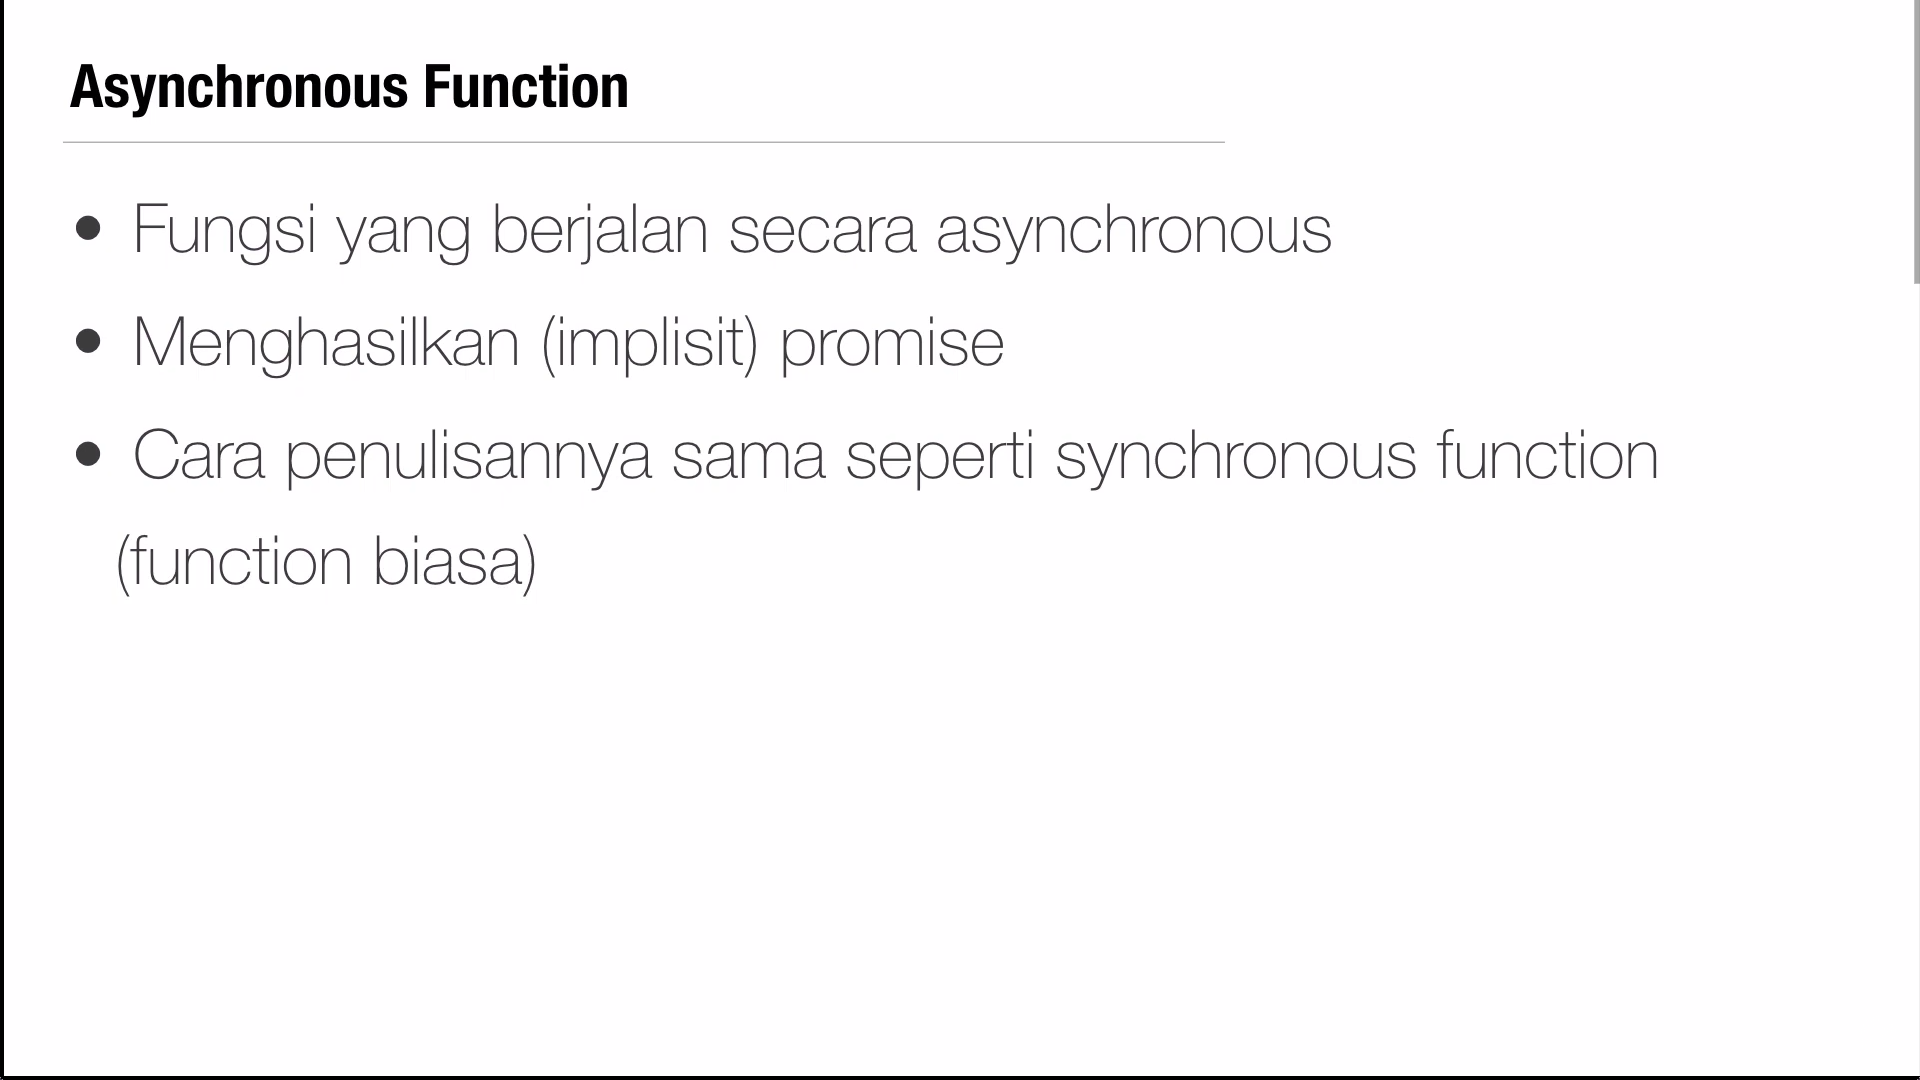 Asynchronous Function
• Fungsi yang berjalan secara asynchronous
• Menghasilkan (implisit) promise
• Cara penulisannya sama seperti synchronous function
(function biasa)